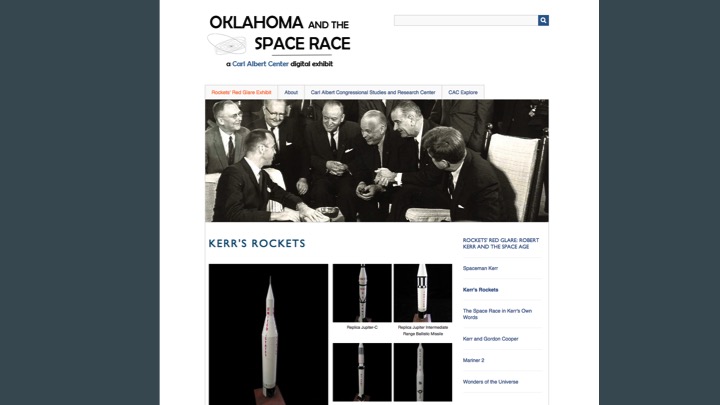 OKLAHOMA AND THE
SPACE RACE
a Carl Albert Center digital exhibit
Rockets' Red Glare Exhibit
About
Carl Albert Congressional Studies and Research Center
CAC Explore
KERR'S ROCKETS
Replica Jupiter-C
Replica Jupiter Intermediate
Range Ballistic Missile
ROCKETS' RED GLARE: ROBERT
KERR AND THE SPACE AGE
Spaceman Kerr
Kerr's Rockets
The Space Race in Kerr's Own
Words
Kerr and Gordon Cooper
Mariner 2
Wonders of the Universe